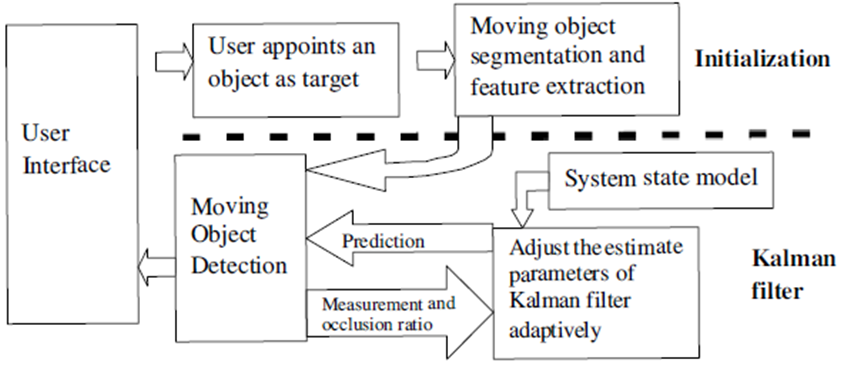 User appoints an
object as target
Moving object
segmentation and
feature extraction
Initialization
User
Interface
System state model
Moving
Object
Detection
Prediction
Adjust the estimate
parameters of
Kalman filter
adaptively
Kalman
filter
Measurement and
occlusion ratio